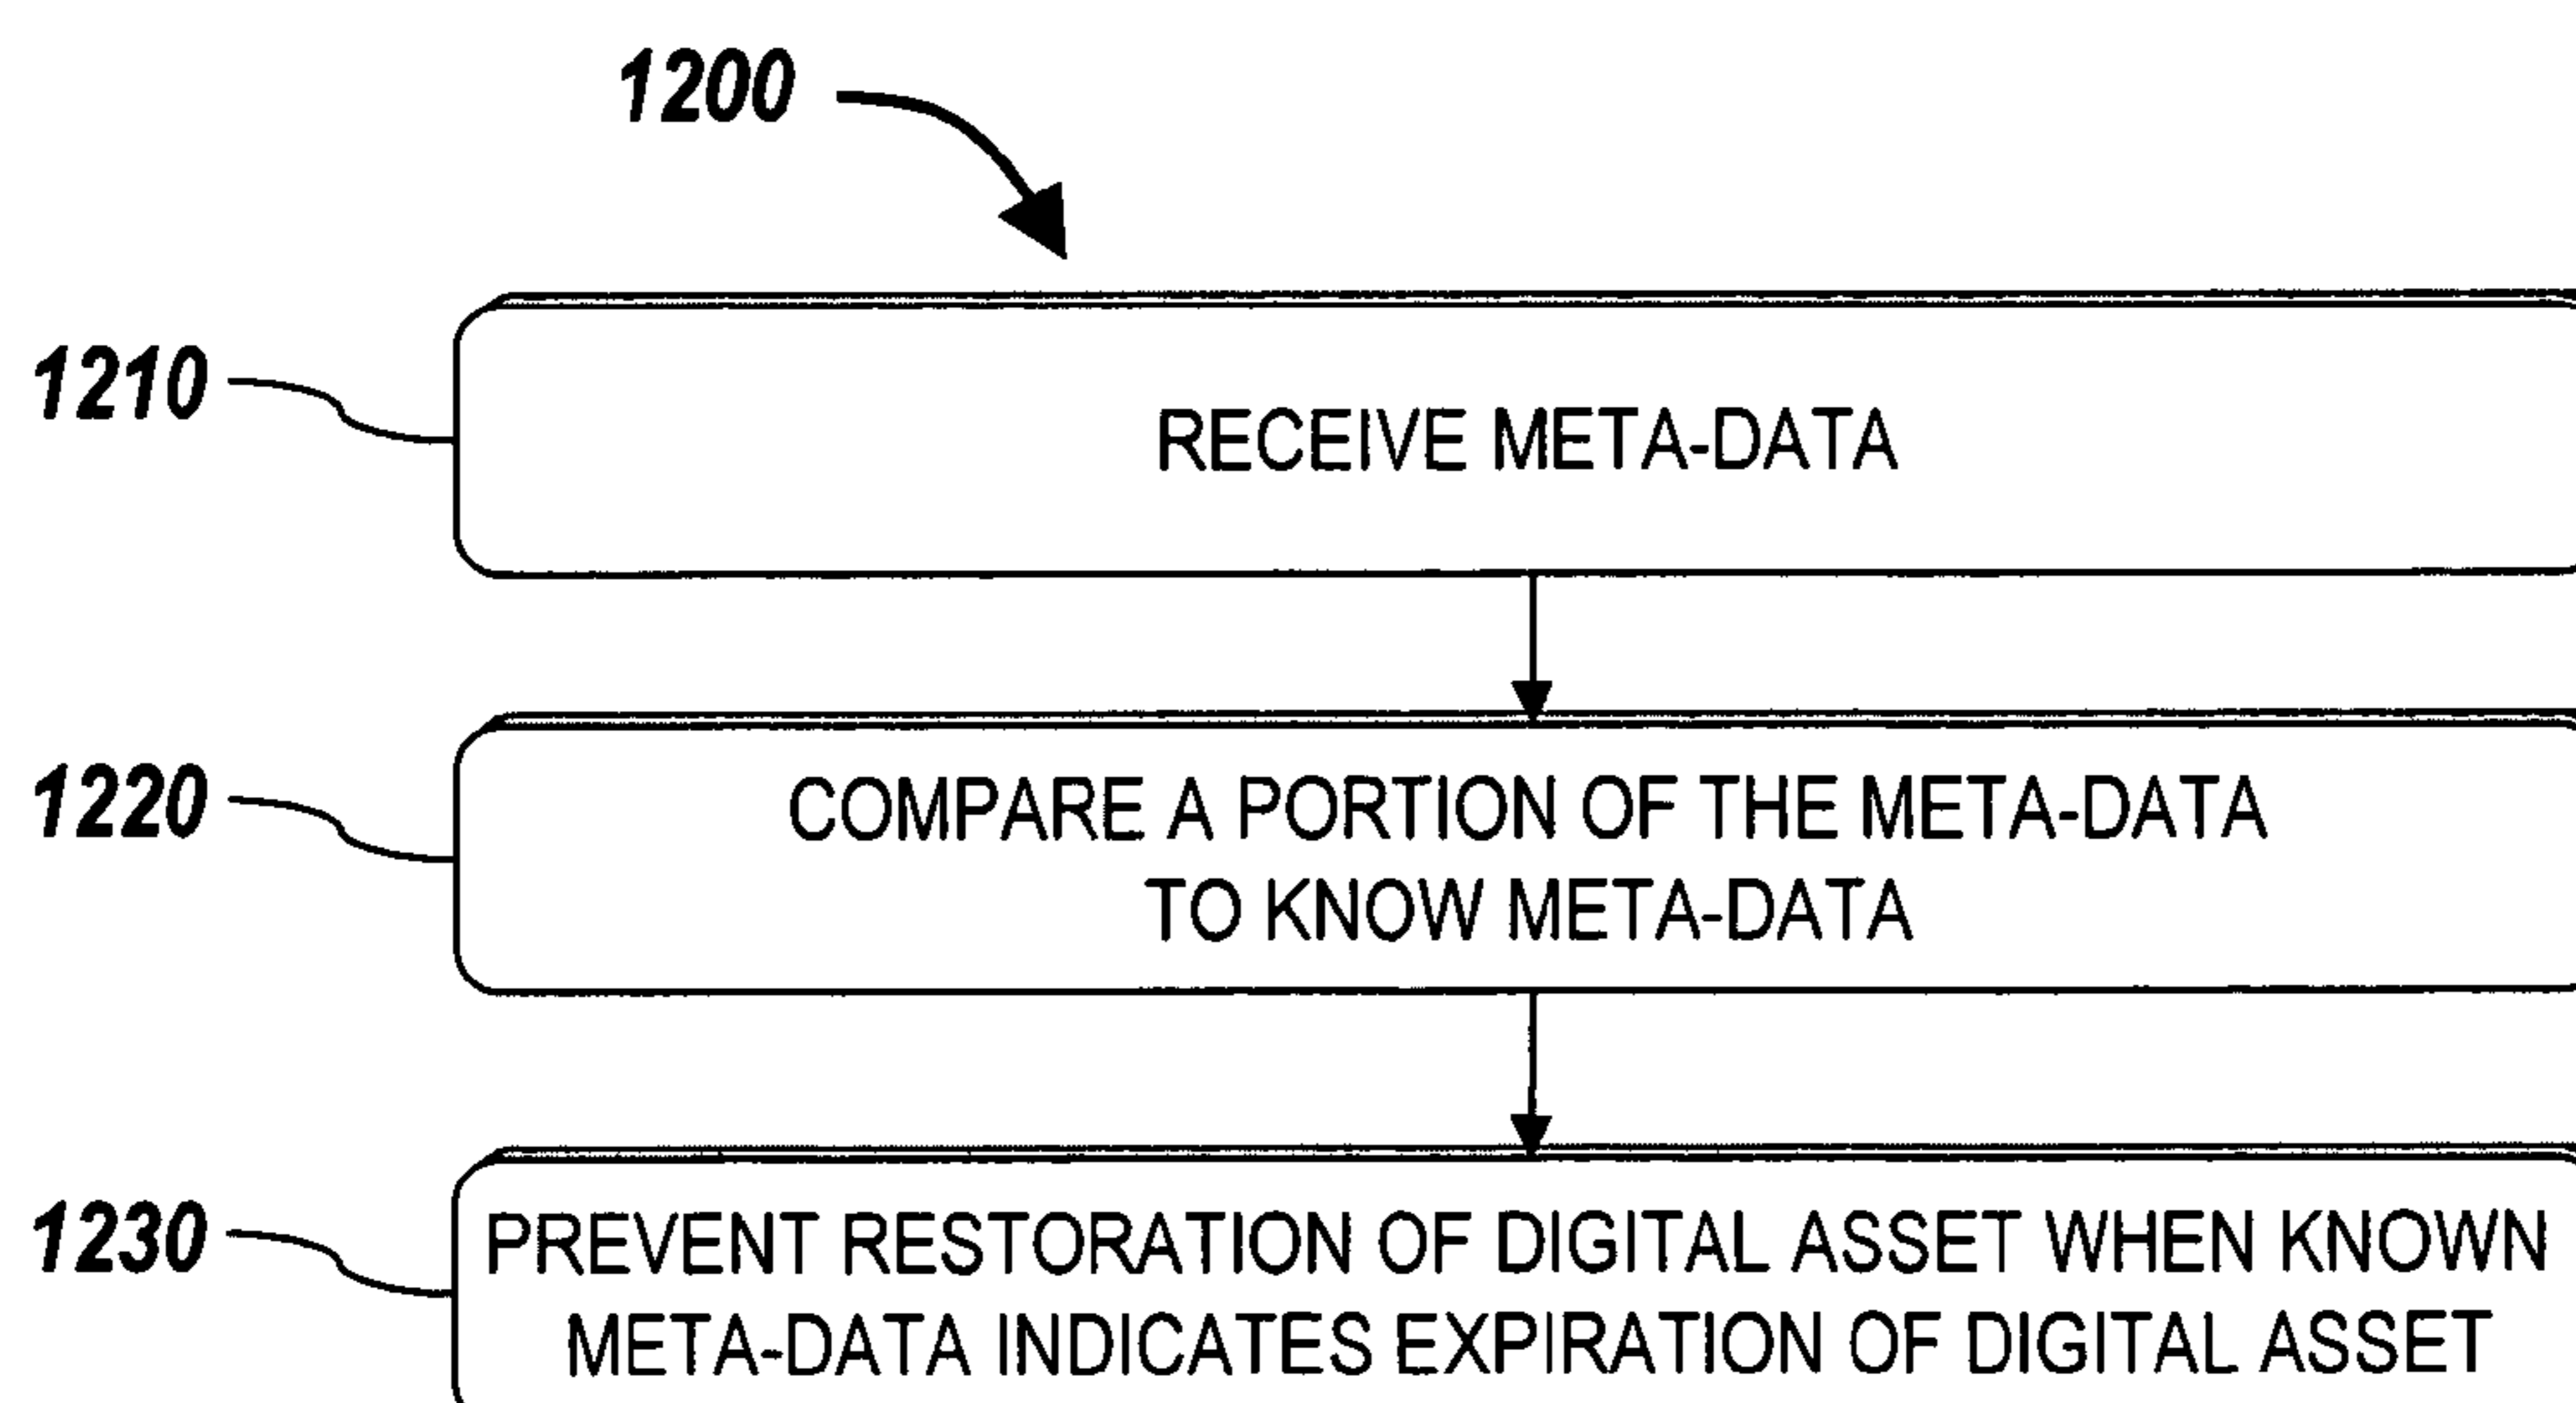 1200
1210
RECEIVE META-DATA
1220
COMPARE A PORTION OF THE META-DATA
TO KNOW META-DATA
1230
PREVENT RESTORATION OF DIGITAL ASSET WHEN KNOWN
META-DATA INDICATES EXPIRATION OF DIGITAL ASSET